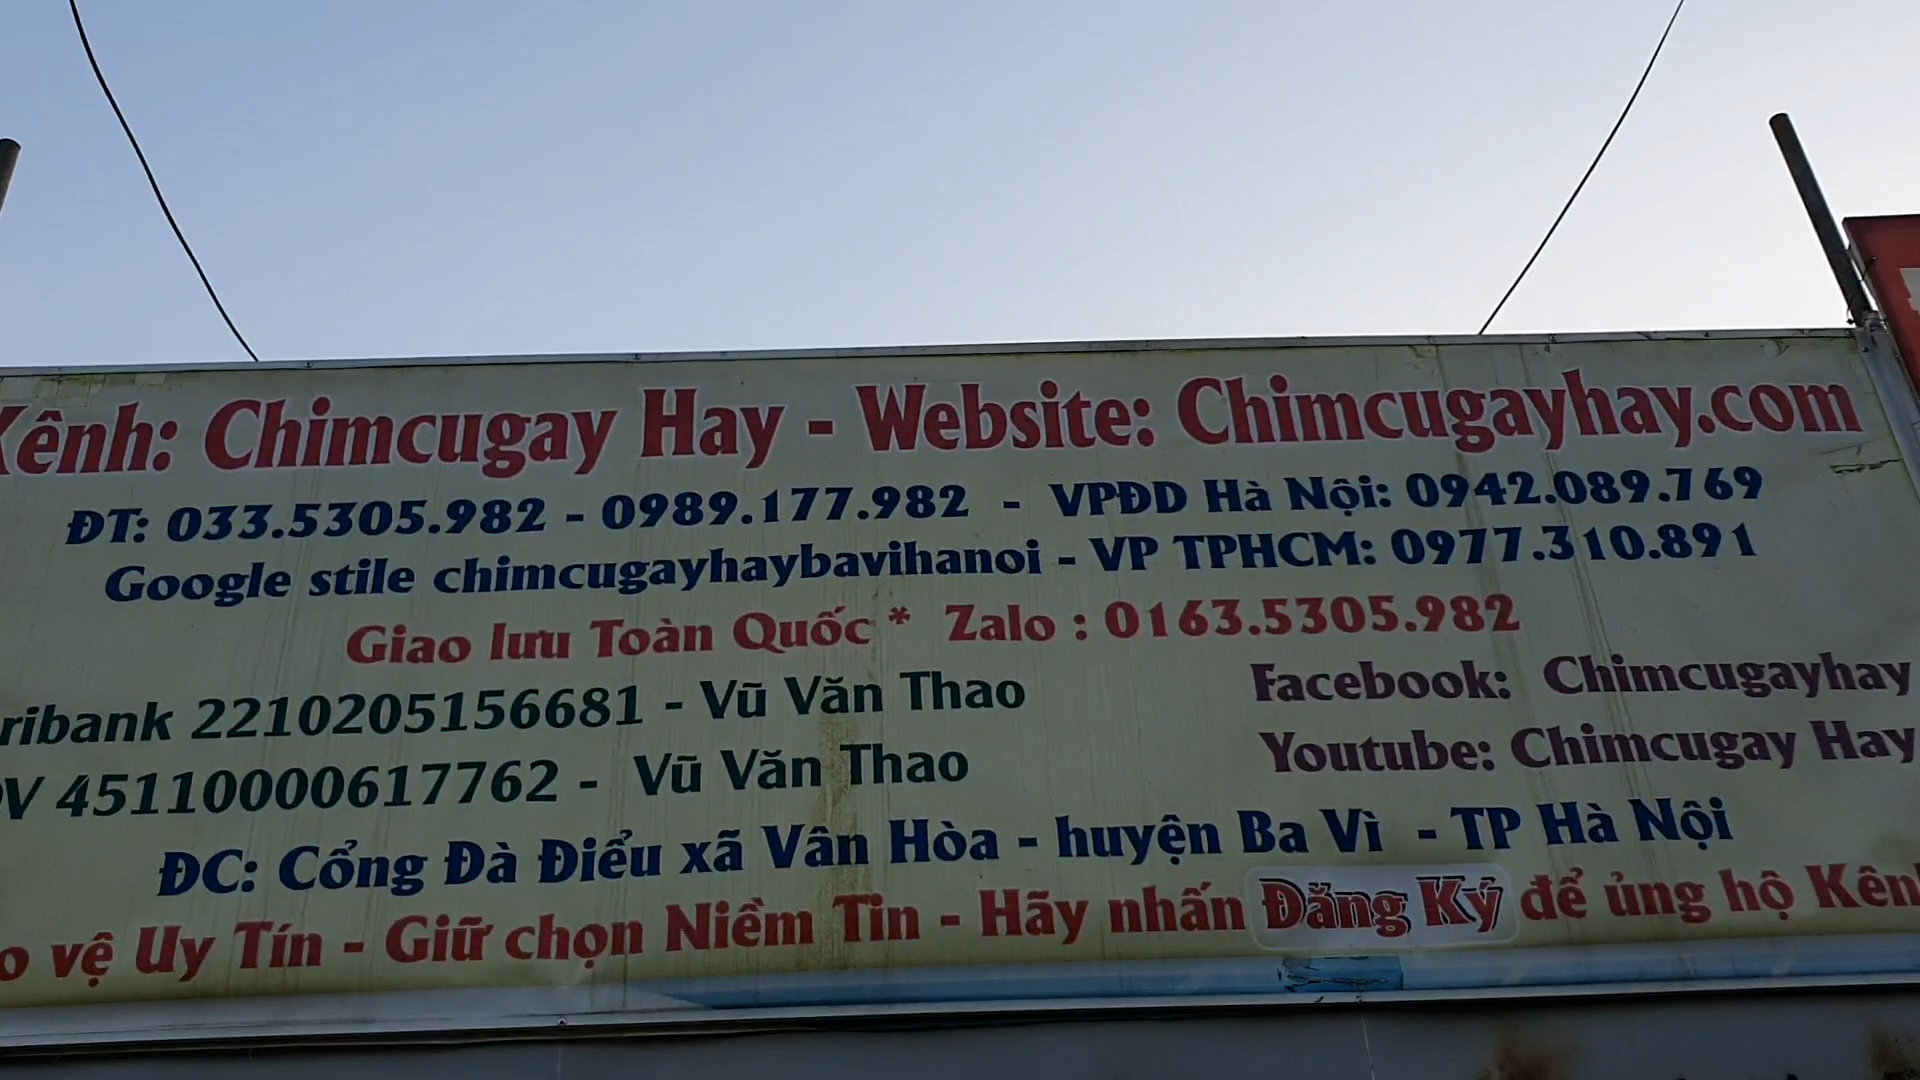 Kênh: Chimcugay Hay - Website: Chimcugayhay.com
ĐT: 033.5305.982 - 0989.177.982 - VPĐD Hà Nội: 0942.089.769
Google stile chimcugayhaybavihanoi - VP TPHCM: 0977.310.891
Giao lưu Toàn Quốc * Zalo : 0163.5305.982
ribank 2210205156681 - Vũ Văn Thao
Facebook: Chimcugayhay
V 45110000617762 - Vũ Văn Thao
Youtube: Chimcugay Hay
ĐC: Cổng Đà Điểu xã Vân Hòa - huyện Ba Vì - TP Hà Nội
o vệ Uy Tín - Giữ chọn Niềm Tin - Hãy nhấn Đăng Ký để ủng hộ Kênh